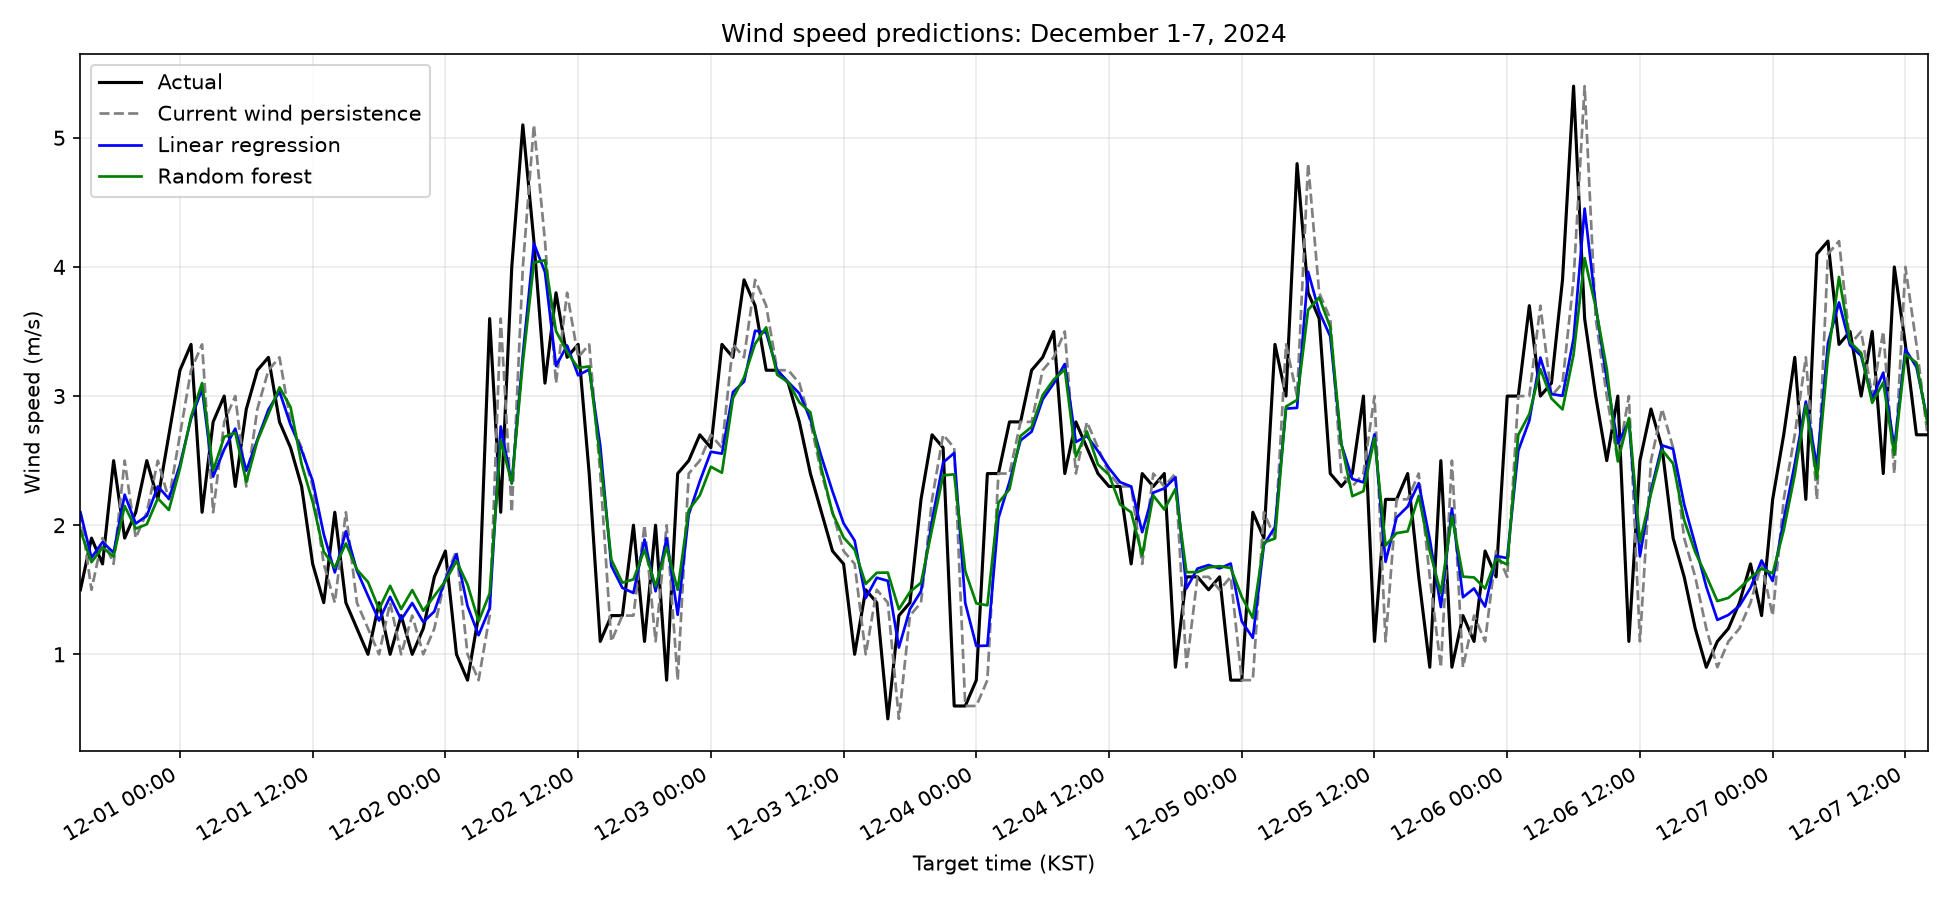 Wind speed predictions: December 1-7, 2024
Actual
Current wind persistence
Linear regression
Random forest
Wind speed (m/s)
5
4
3
2
1
12-01 00:00
12-01 12:00
12-02 00:00
12-02 12:00
12-03 00:00
12-03 12:00
12-04 00:00
12-04 12:00
12-05 00:00
12-05 12:00
12-06 00:00
12-06 12:00
12-07 00:00
12-07 12:00
Target time (KST)